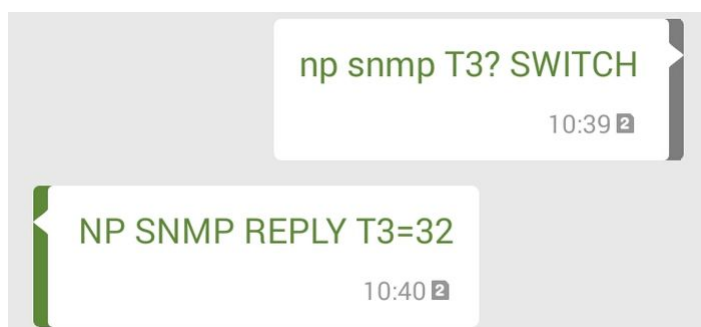 np snmp T3? SWITCH
10:39 2
NP SNMP REPLY T3=32
10:40 2